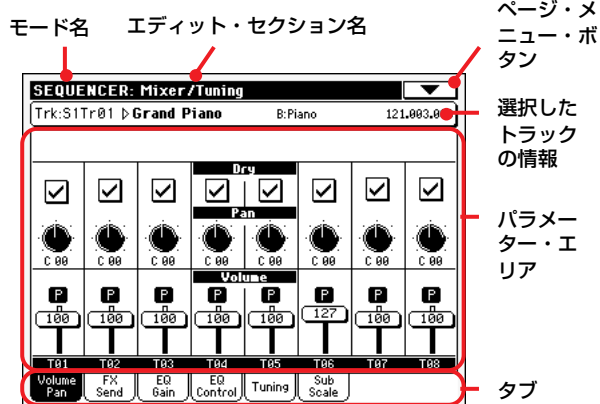 モード名
エディット・セクション名
ページ・メ
ニュー・ボ
タン
SEQUENCER: Mixer/Tuning
Trk:S1Tr01 ▷Grand Piano B:Piano 121.003.0
選択した
トラック
の情報
Dry
Pan
C 00 C 00 C 00 C 00 C 00 C 00 C 00 C 00
パラメー
ター・エ
リア
Volume
P P P P P P P P
100 100 100 100 100 127 100 100
T01 T02 T03 T04 T05 T06 T07 T08
Volume Pan
FX Send
EQ Gain
EQ Control
Tuning
Sub Scale
タブ